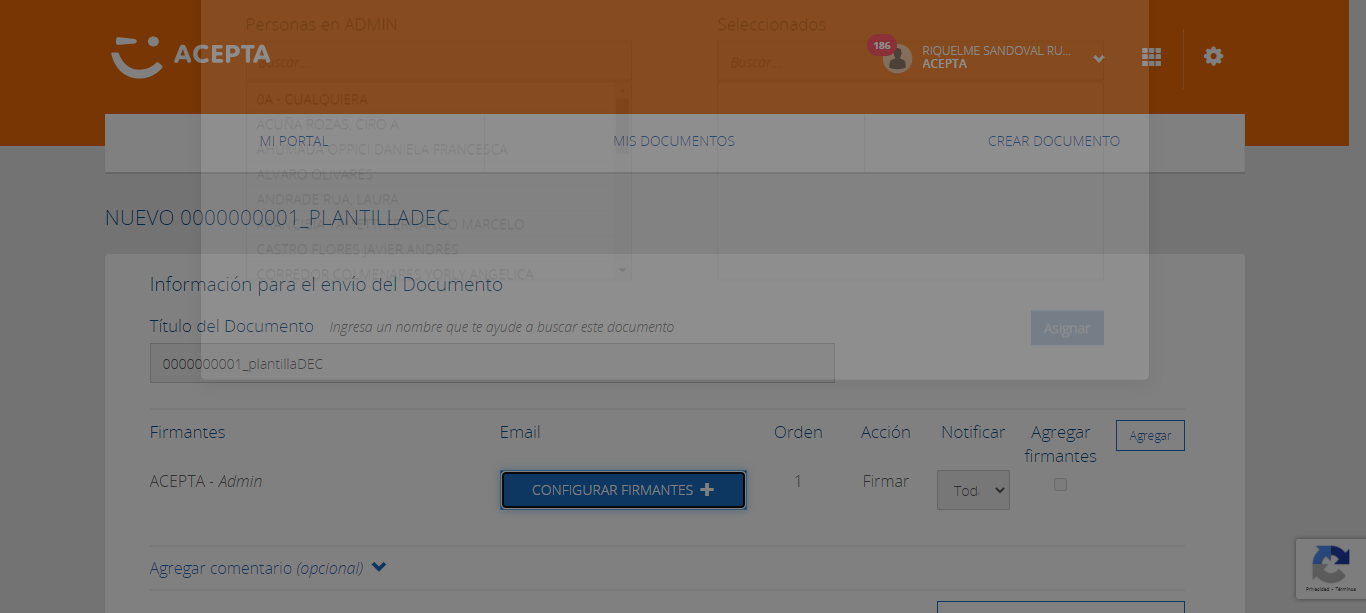 Personas en ADMIN
Seleccionados
ACEPTA
186
RIQUELME SANDOVAL RU...
ACEPTA
Buscar
Buscar
0A - CUALQUIERA
ACUÑA ROZAS, CIRO A
MI PORTAL
MIS DOCUMENTOS
CREAR DOCUMENTO
AHUMADA OPPICI DANIELA FRANCESCA
ALVARO OLIVARES
ANDRADE RUA, LAURA
NUEVO 0000000001_PLANTILLADEC
MARCELO
CASTRO FLORES JAVIER ANDRÉS
CORREDOR COLMENARES YORLY ANGELICA
Información para el envío del Documento
Título del Documento Ingresa un nombre que te ayude a buscar este documento
Asignar
0000000001_plantillaDEC
Firmantes
Email
Orden
Acción
Notificar
Agregar
firmantes
Agregar
ACEPTA - Admin
CONFIGURAR FIRMANTES
1
Firmar
Tod
Agregar comentario (opcional)
Privacidad - Términos